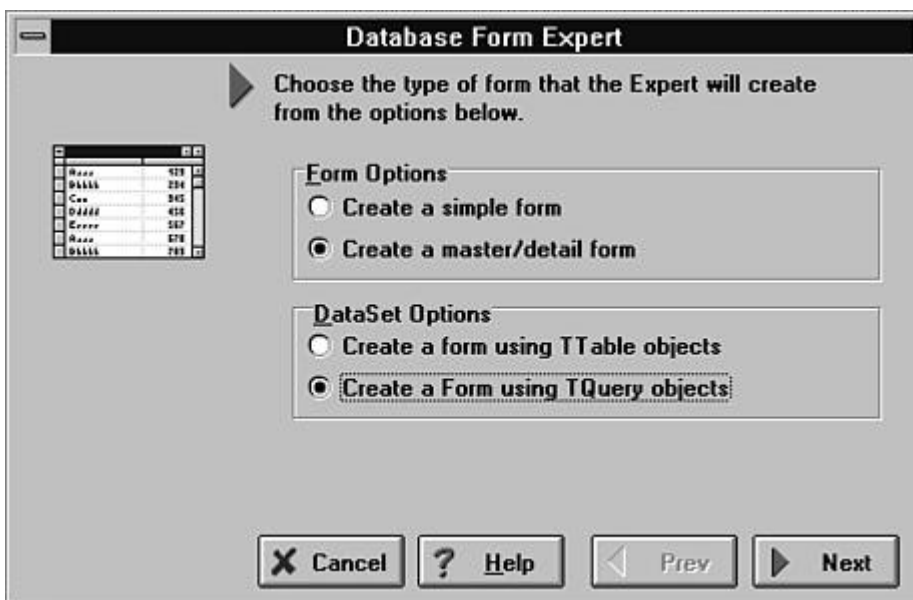 Database Form Expert
Choose the type of form that the Expert will create
from the options below.
Form Options
Create a simple form
Create a master/detail form
DataSet Options
Create a form using TTable objects
Create a Form using TQuery objects
Cancel
? Help
Prev
Next